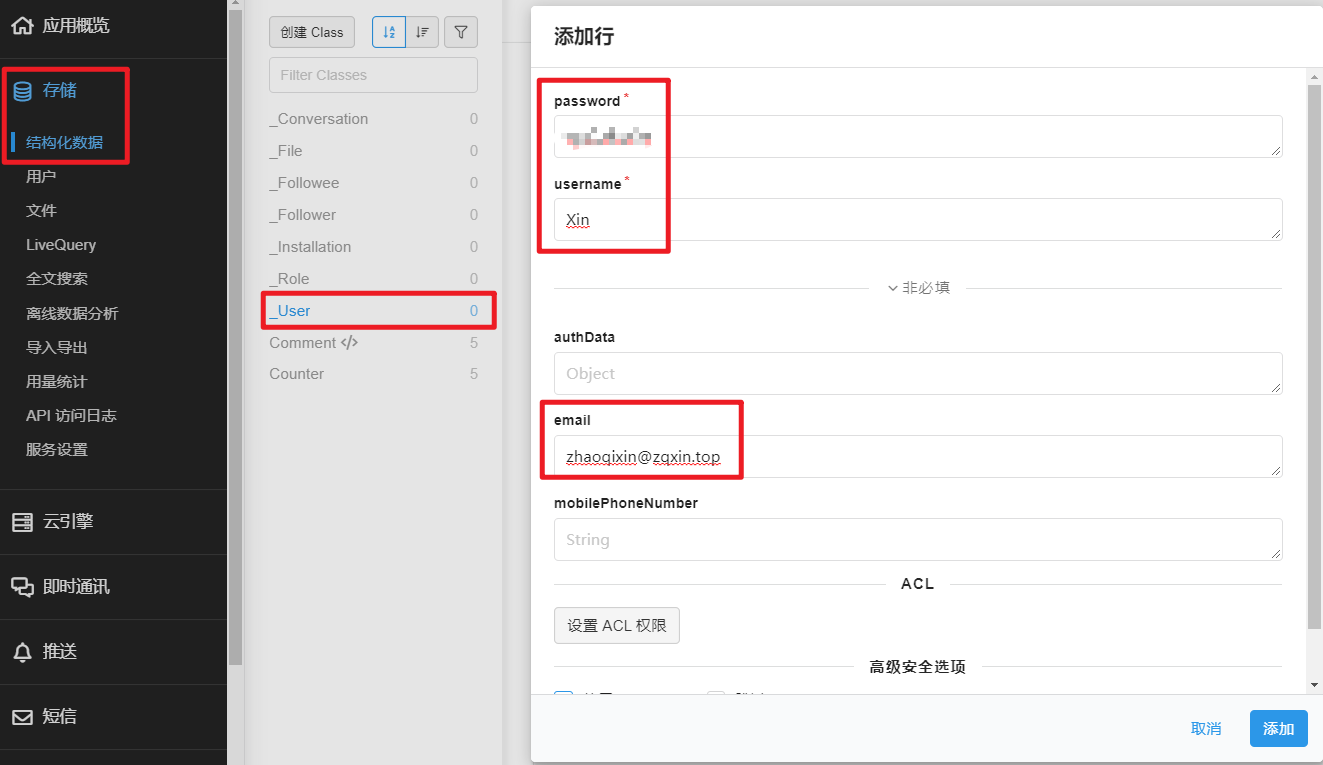 应用概览
存储
结构化数据
用户
文件
LiveQuery
全文搜索
离线数据分析
导入导出
用量统计
API 访问日志
服务设置
云引擎
即时通讯
推送
短信
创建 Class
Filter Classes
_Conversation 0
_File 0
_Followee 0
_Follower 0
_Installation 0
_Role 0
_User 0
Comment </> 5
Counter 5
添加行
password *
username *
Xin
非必填
authData
Object
email
zhaoqixin@zqxin.top
mobilePhoneNumber
String
ACL
设置 ACL 权限
高级安全选项
取消 添加